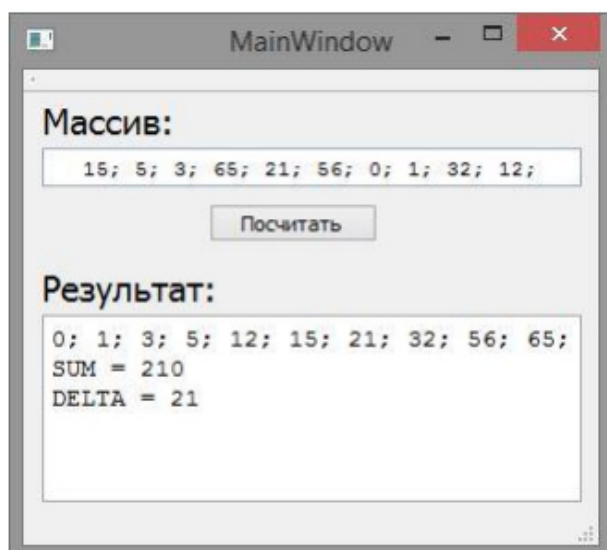 MainWindow
Массив:
15; 5; 3; 65; 21; 56; 0; 1; 32; 12;
Посчитать
Результат:
0; 1; 3; 5; 12; 15; 21; 32; 56; 65;
SUM = 210
DELTA = 21